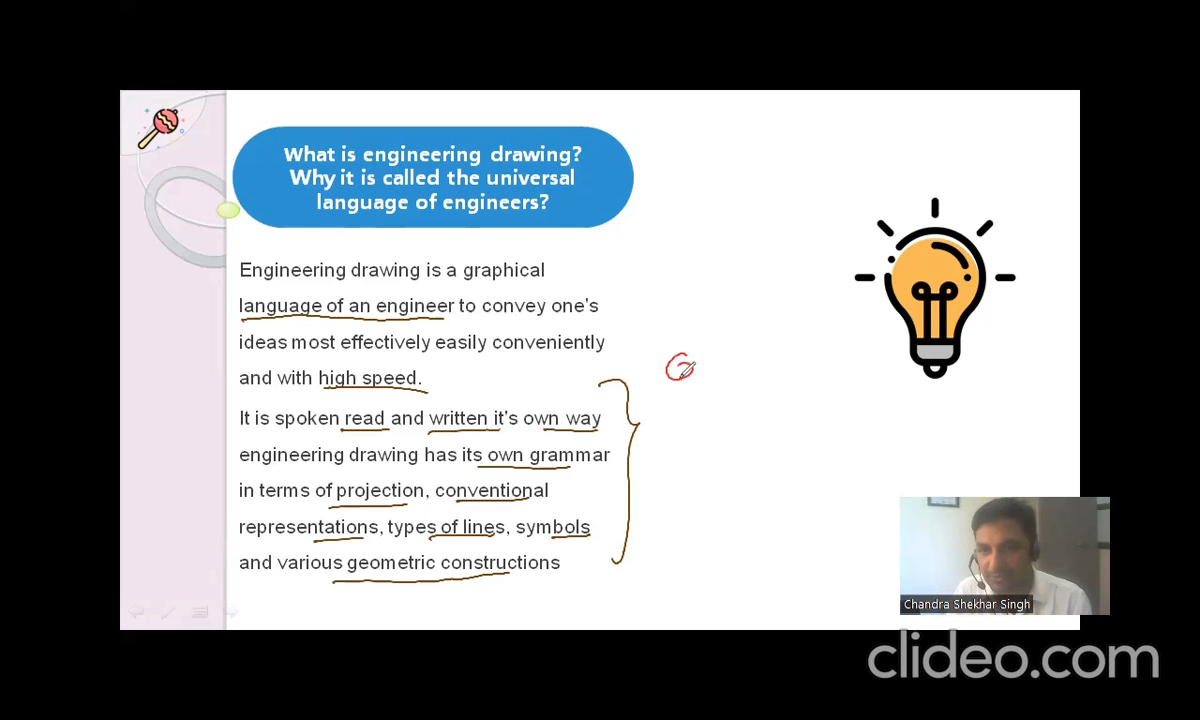 What is engineering drawing?
Why it is called the universal
language of engineers?
Engineering drawing is a graphical
language of an engineer to convey one's
ideas most effectively easily conveniently
and with high speed.
It is spoken read and written it's own way
engineering drawing has its own grammar
in terms of projection, conventional
representations, types of lines, symbols
and various geometric constructions
Chandra Shekhar Singh
clideo.com